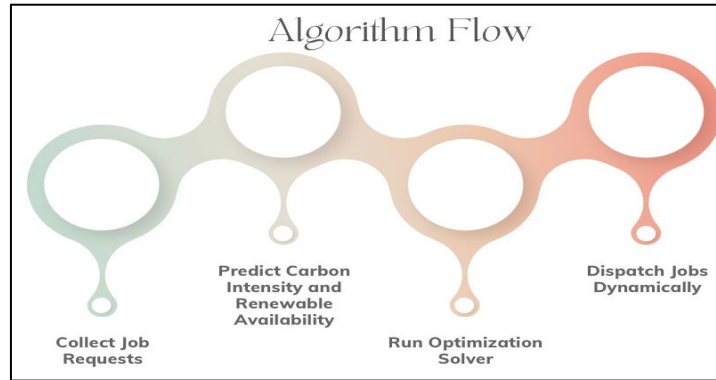 Algorithm Flow
Collect Job
Requests
Predict Carbon
Intensity and
Renewable
Availability
Run Optimization
Solver
Dispatch Jobs
Dynamically